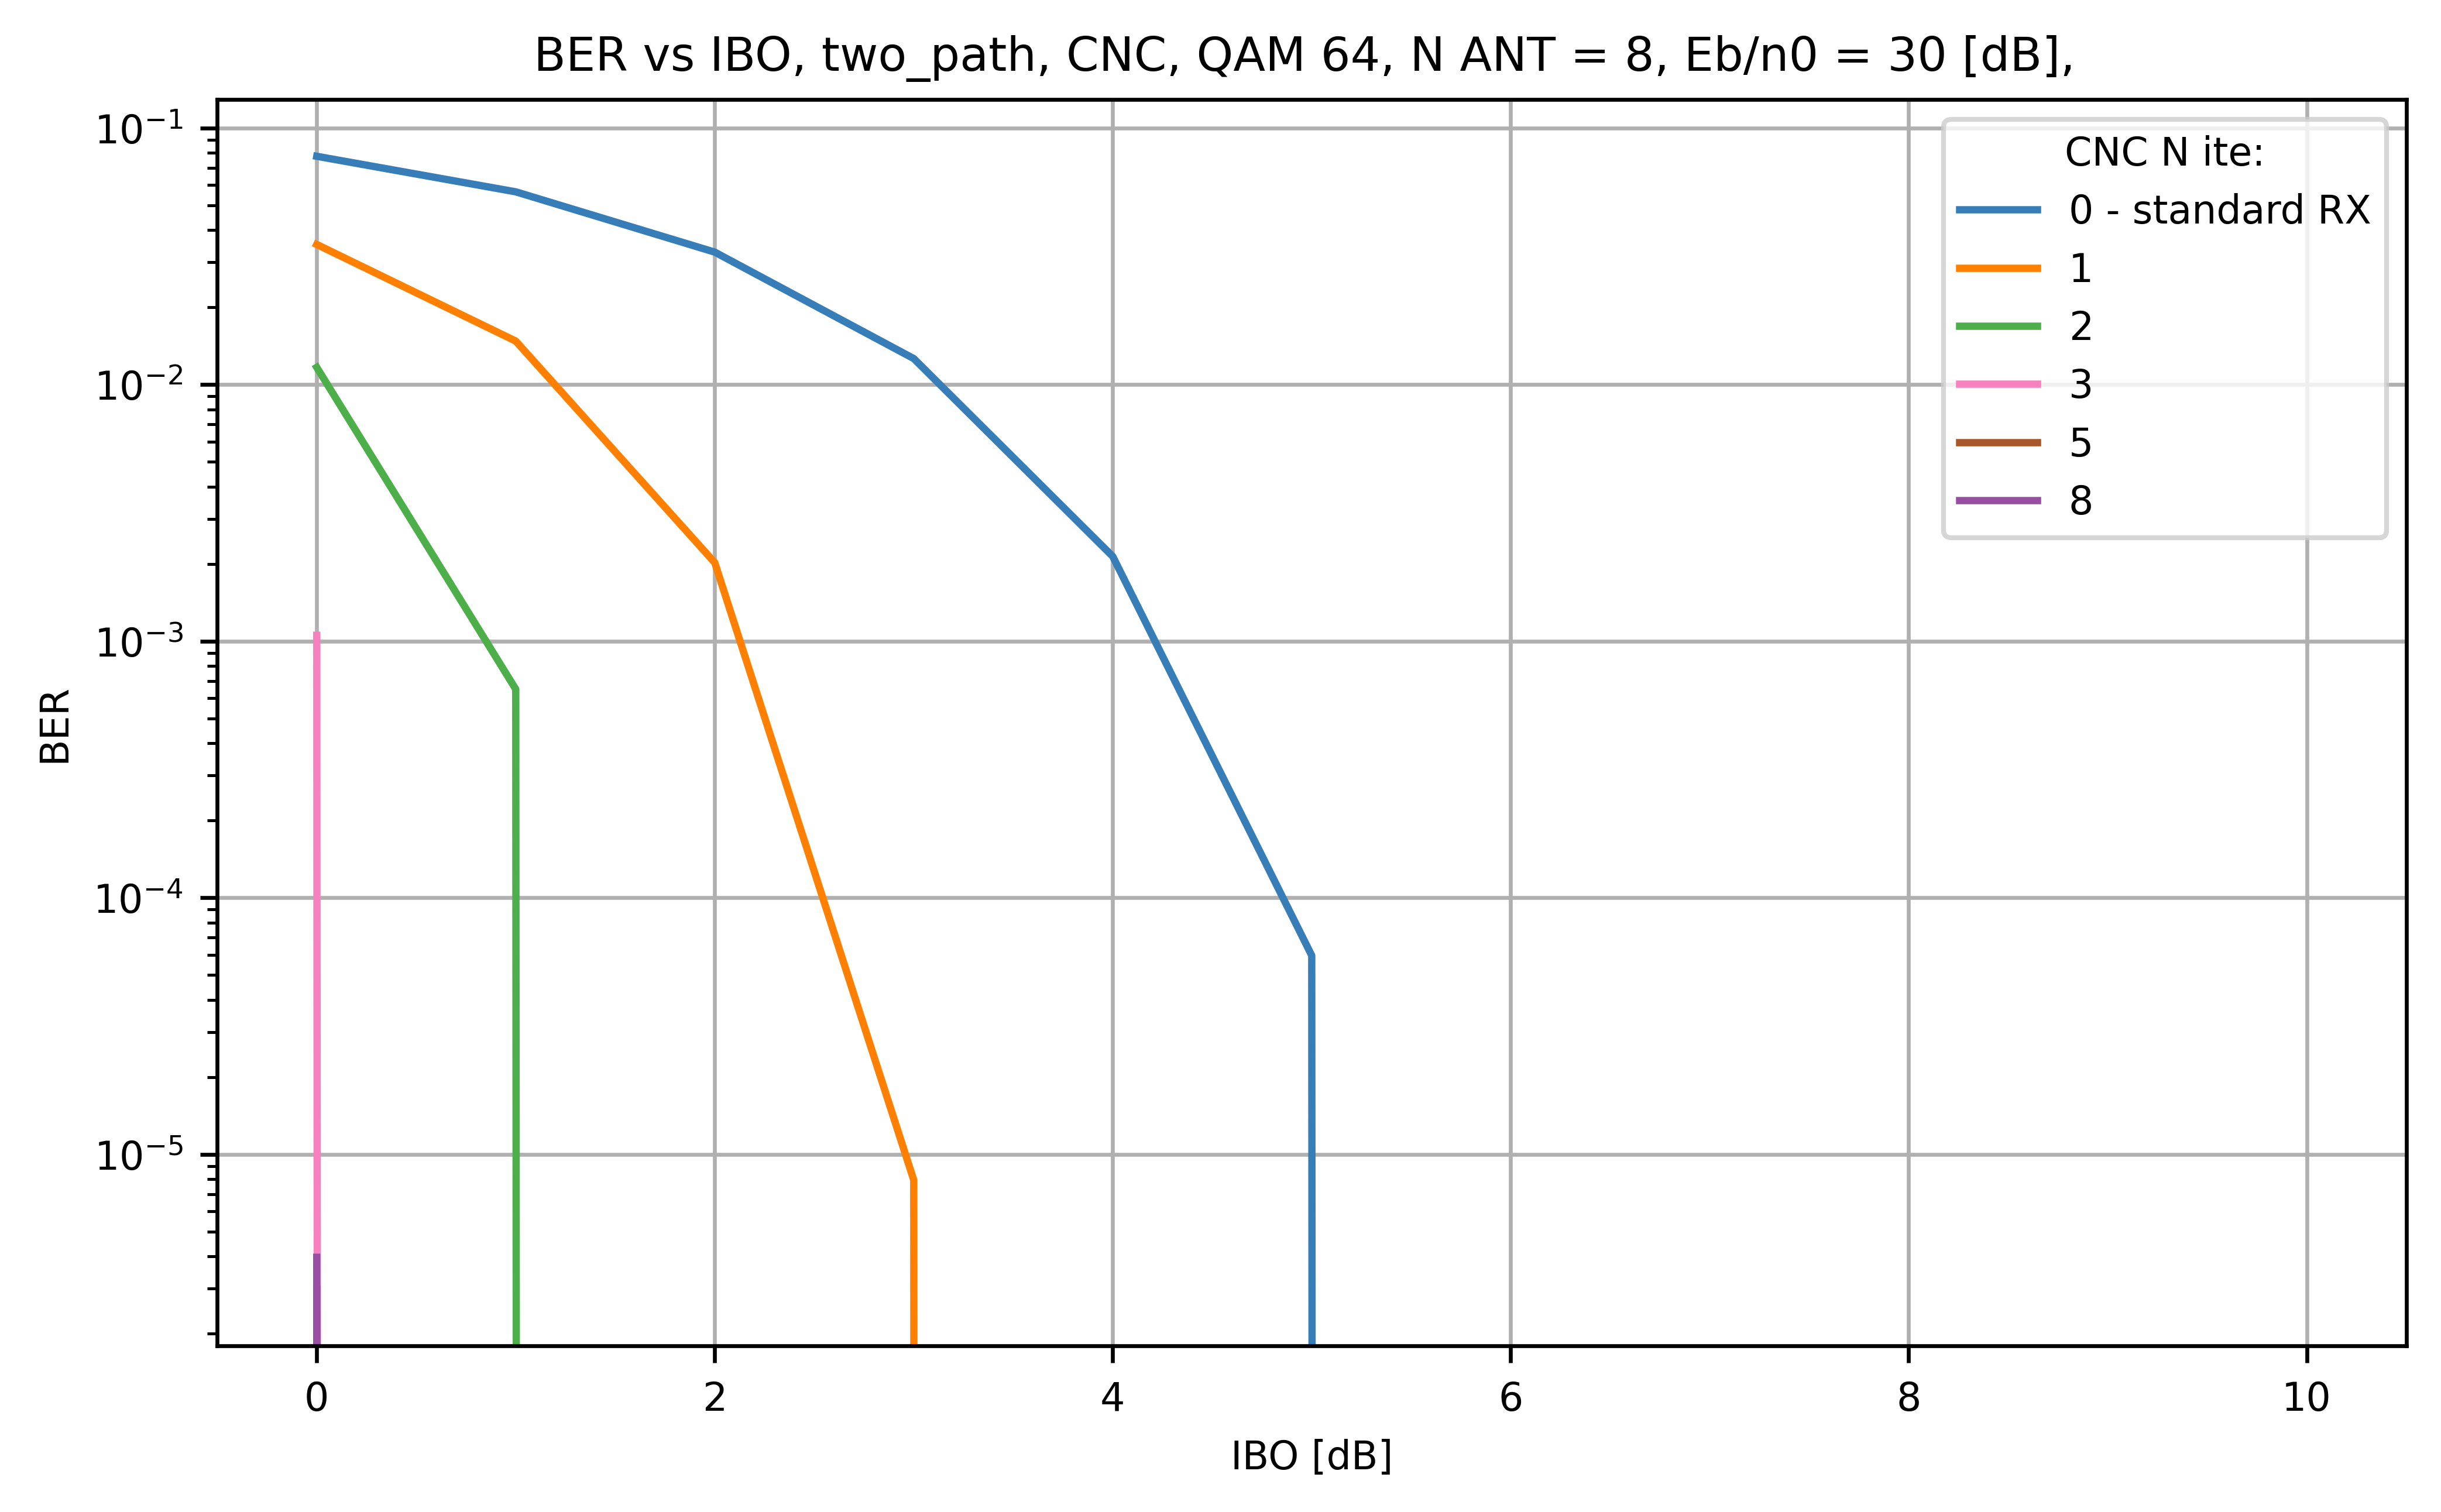 BER vs IBO, two_path, CNC, QAM 64, N ANT = 8, Eb/n0 = 30 [dB],
CNC N ite:
0 - standard RX
1
2
3
5
8
BER
10⁻¹
10⁻²
10⁻³
10⁻⁴
10⁻⁵
0 2 4 6 8 10
IBO [dB]